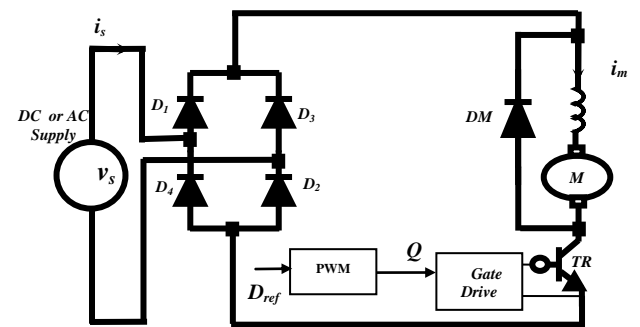 i_s
i_m
DC or AC
Supply
D_1
D_3
DM
v_s
M
D_4
D_2
TR
Q
PWM
Gate
Drive
D_ref